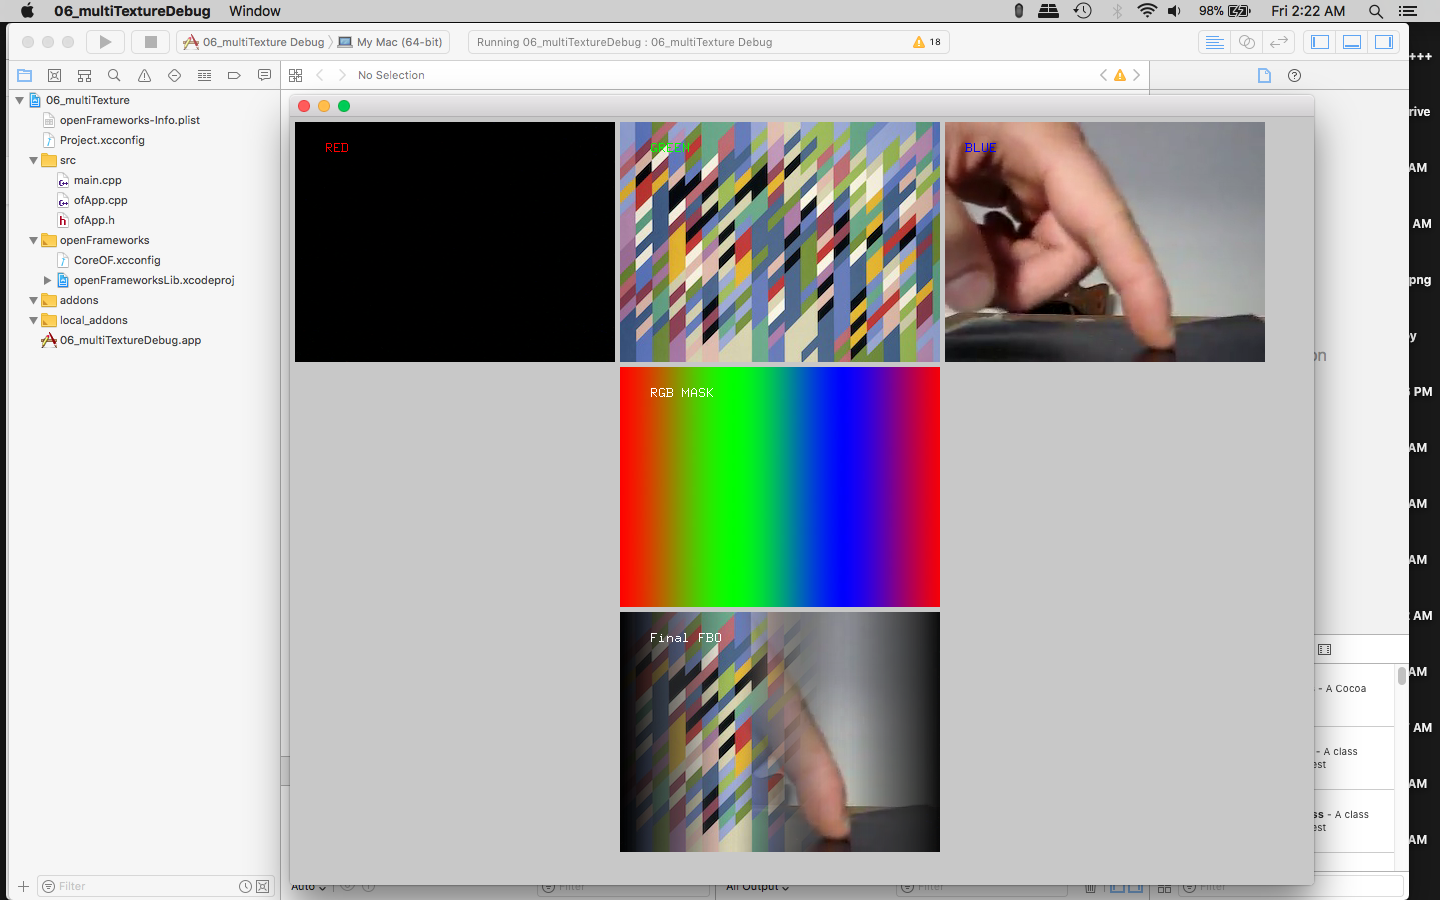 06_multiTextureDebug Window 98% Fri 2:22 AM
06_multiTexture Debug My Mac (64-bit) Running 06_multiTextureDebug : 06_multiTexture Debug 18
No Selection
06_multiTexture
openFrameworks-Info.plist
Project.xcconfig
src
main.cpp
ofApp.cpp
ofApp.h
openFrameworks
CoreOF.xcconfig
openFrameworksLib.xcodeproj
addons
local_addons
06_multiTextureDebug.app
Filter
RED
GREEN
BLUE
RGB MASK
Final FBO
+++
rive
AM
AM
png
y
on
PM
AM
AM
AM
AM
AM
AM
AM
AM
- A Cocoa
- A class
est
ss - A class
est
Auto
Filter
All Output
Filter
Filter